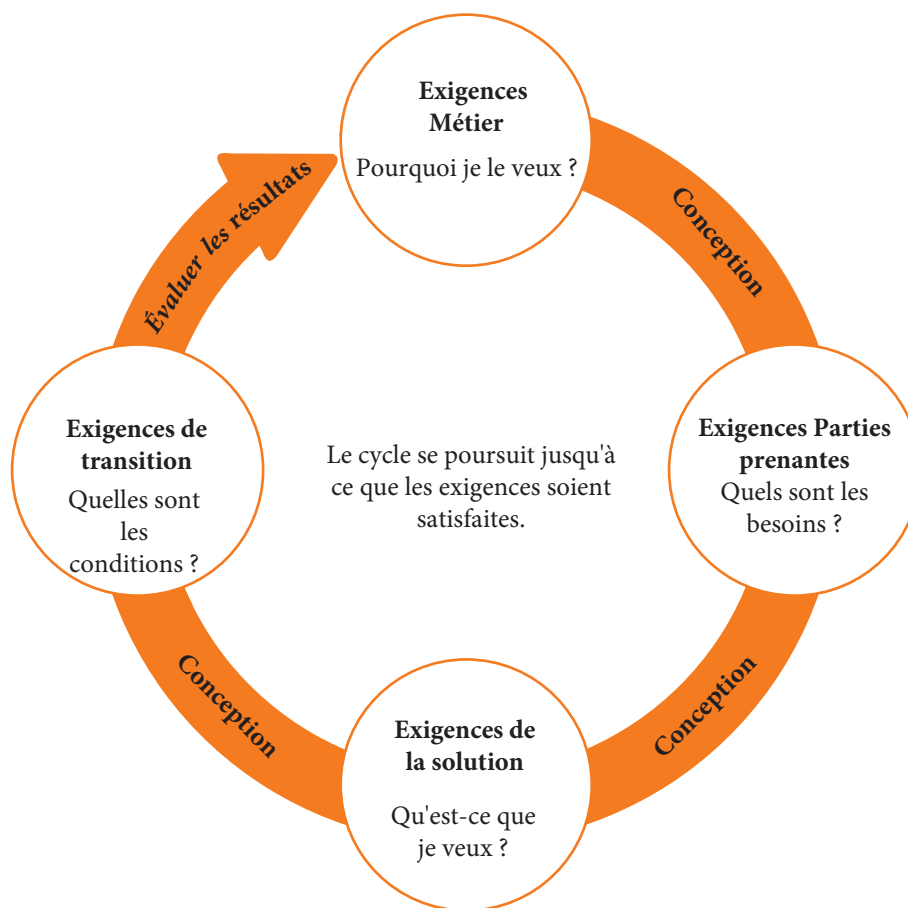 Exigences
Métier
Pourquoi je le veux ?
Conception
Exigences Parties
prenantes
Quels sont les
besoins ?
Conception
Exigences de
la solution
Qu'est-ce que
je veux ?
Conception
Exigences de
transition
Quelles sont
les
conditions ?
Évaluer les résultats
Le cycle se poursuit jusqu'à
ce que les exigences soient
satisfaites.